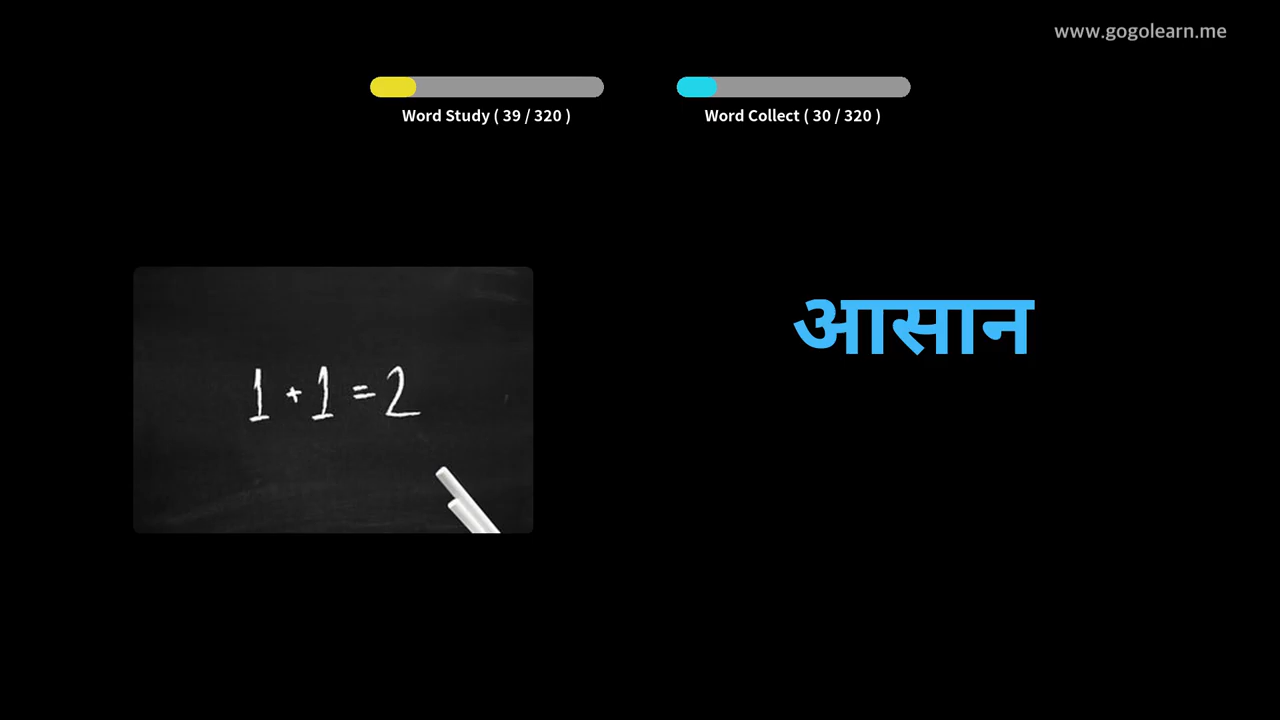 www.gogolearn.me
Word Study ( 39 / 320 )
Word Collect ( 30 / 320 )
1 + 1 = 2
आसान